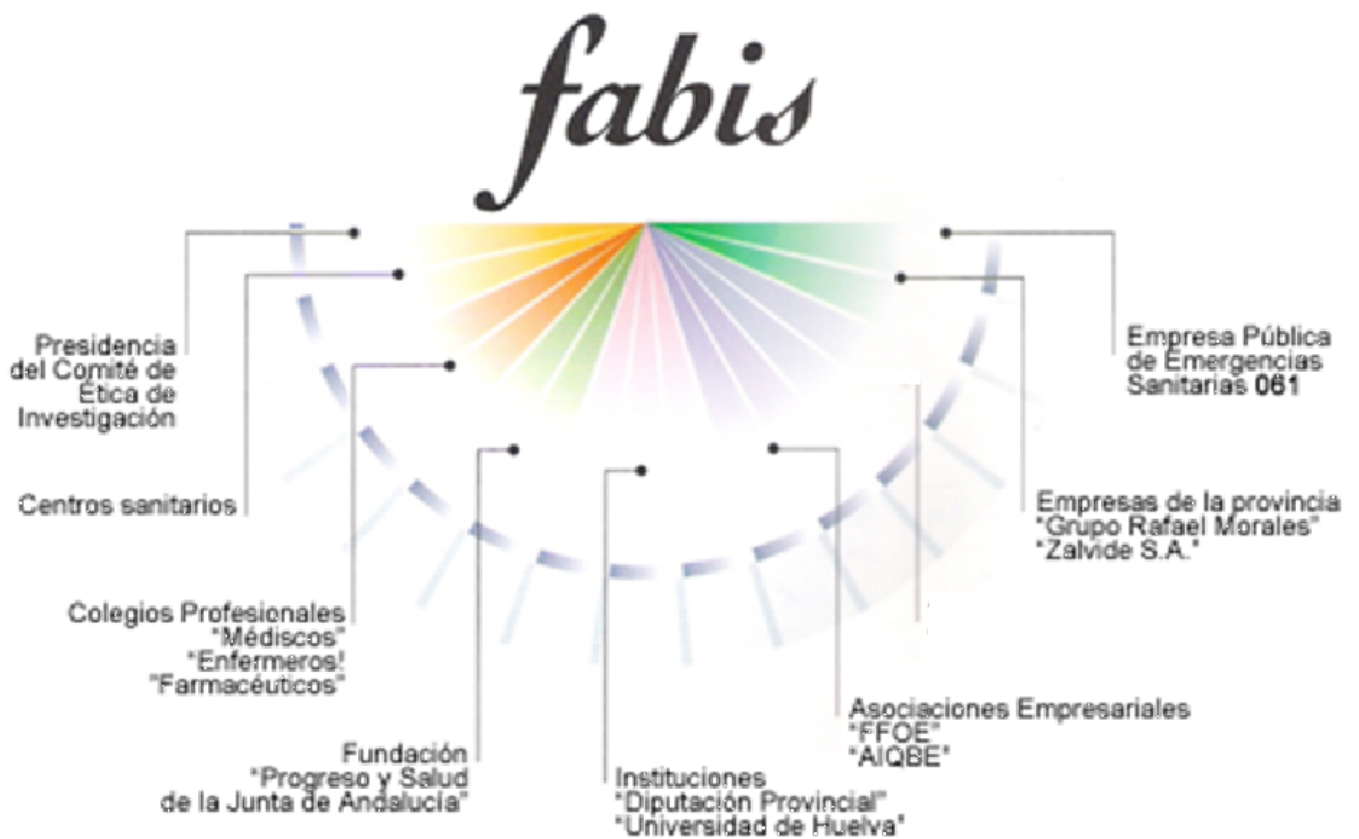 fabis
Presidencia
del Comité de
Ética de
Investigación
Centros sanitarios
Colegios Profesionales
"Médiscos"
"Enfermeros!
"Farmacéuticos"
Fundación
"Progreso y Salud
de la Junta de Andalucía"
Instituciones
"Diputación Provincial"
"Universidad de Huelva"
Asociaciones Empresariales
"FFOE"
"AIQBE"
Empresas de la provincia
"Grupo Rafael Morales"
"Zalvide S.A."
Empresa Pública
de Emergencias
Sanitarias 061